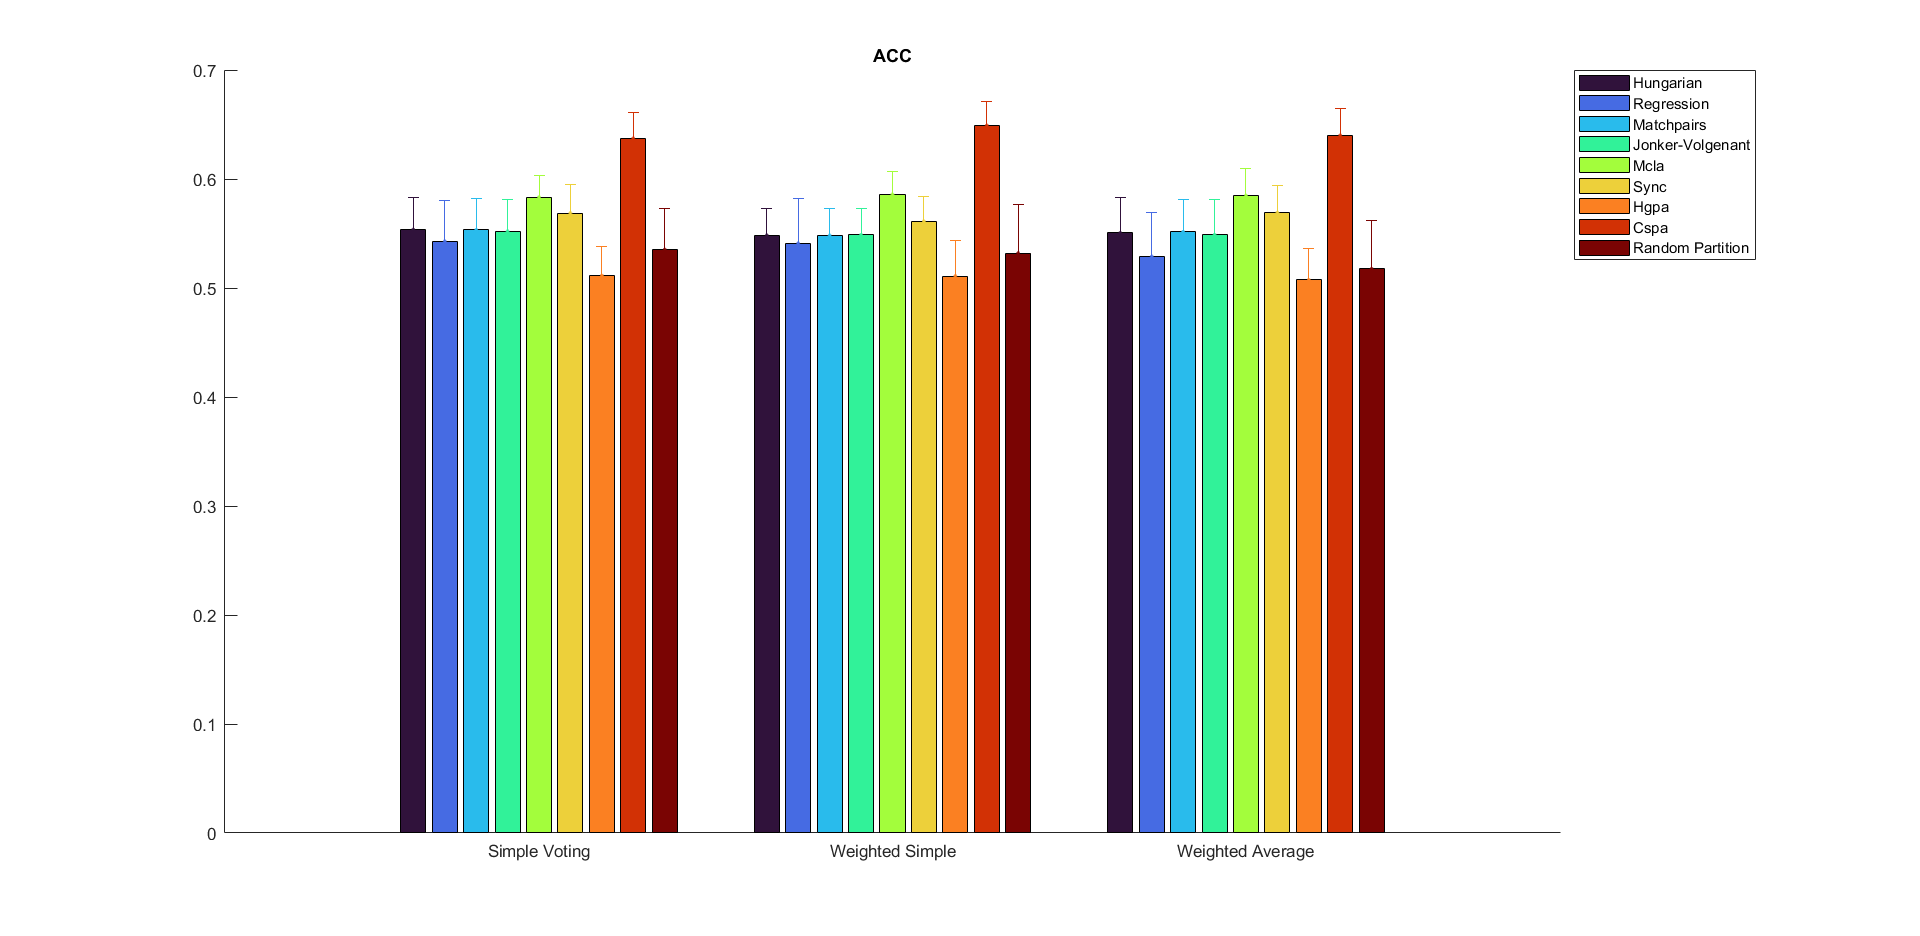 ACC
0.7
0.6
0.5
0.4
0.3
0.2
0.1
0
Simple Voting
Weighted Simple
Weighted Average
Hungarian
Regression
Matchpairs
Jonker-Volgenant
Mcla
Sync
Hgpa
Cspa
Random Partition